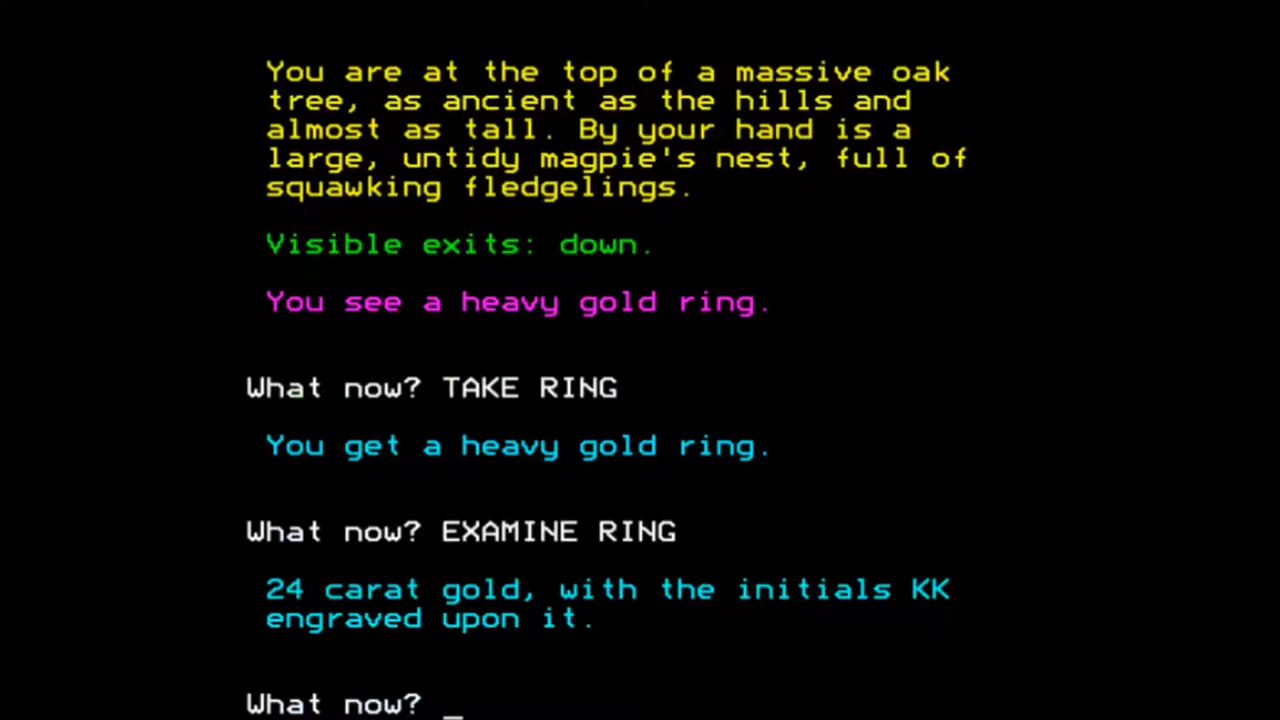 You are at the top of a massive oak
tree, as ancient as the hills and
almost as tall. By your hand is a
large, untidy magpie's nest, full of
squawking fledgelings.
Visible exits: down.
You see a heavy gold ring.
What now? TAKE RING
You get a heavy gold ring.
What now? EXAMINE RING
24 carat gold, with the initials KK
engraved upon it.
What now? _